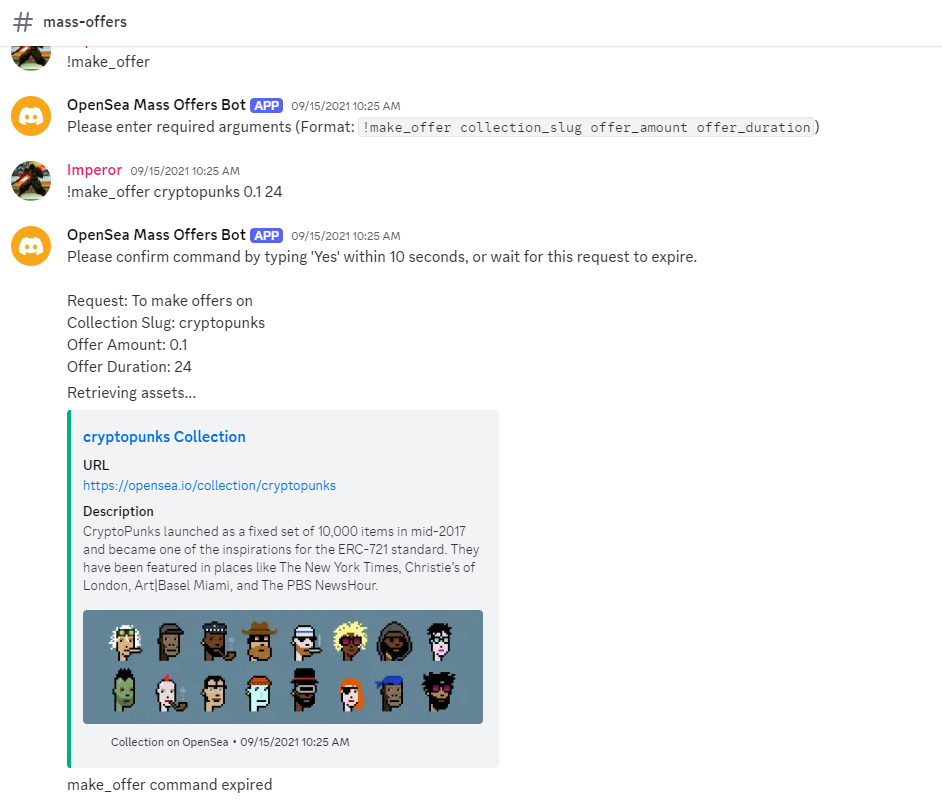 # mass-offers
!make_offer
OpenSea Mass Offers Bot APP 09/15/2021 10:25 AM
Please enter required arguments (Format: !make_offer collection_slug offer_amount offer_duration)
Imperor 09/15/2021 10:25 AM
!make_offer cryptopunks 0.1 24
OpenSea Mass Offers Bot APP 09/15/2021 10:25 AM
Please confirm command by typing 'Yes' within 10 seconds, or wait for this request to expire.
Request: To make offers on
Collection Slug: cryptopunks
Offer Amount: 0.1
Offer Duration: 24
Retrieving assets...
cryptopunks Collection
URL
https://opensea.io/collection/cryptopunks
Description
CryptoPunks launched as a fixed set of 10,000 items in mid-2017
and became one of the inspirations for the ERC-721 standard. They
have been featured in places like The New York Times, Christie's of
London, Art|Basel Miami, and The PBS NewsHour.
Collection on OpenSea • 09/15/2021 10:25 AM
make_offer command expired